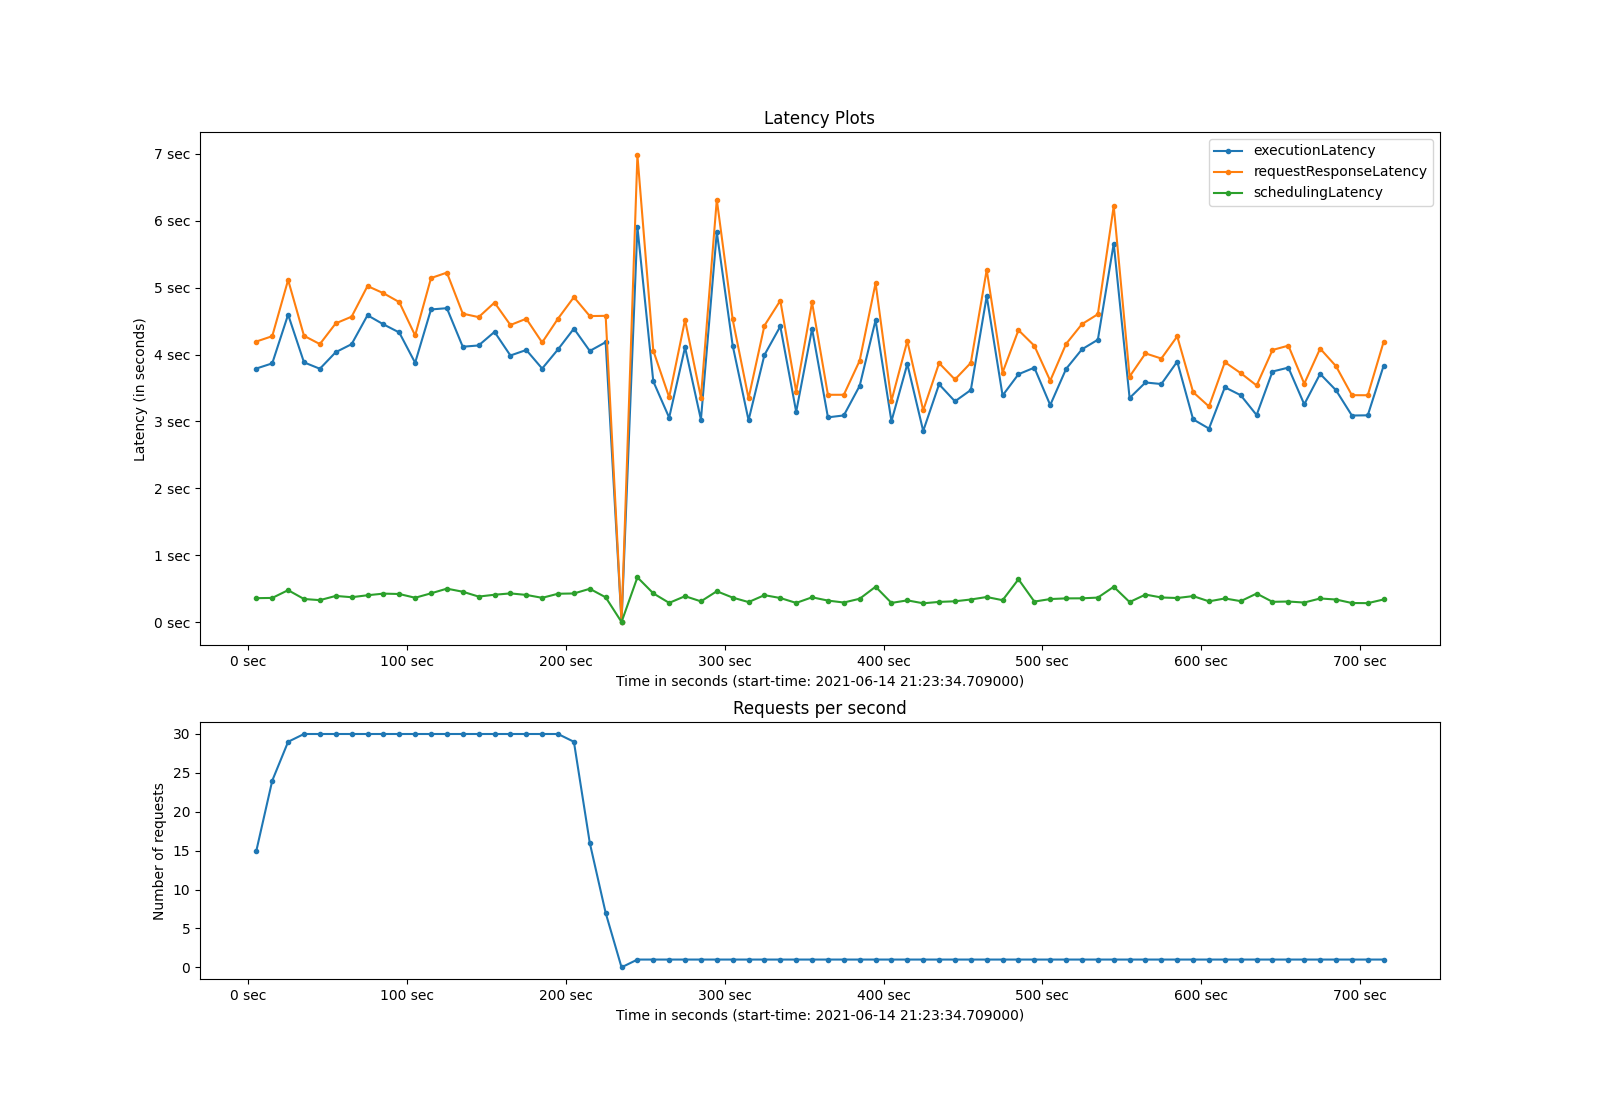 Latency Plots
7 sec
6 sec
5 sec
4 sec
3 sec
2 sec
1 sec
0 sec
Latency (in seconds)
executionLatency
requestResponseLatency
schedulingLatency
0 sec 100 sec 200 sec 300 sec 400 sec 500 sec 600 sec 700 sec
Time in seconds (start-time: 2021-06-14 21:23:34.709000)
Requests per second
30
25
20
15
10
5
0
Number of requests
0 sec 100 sec 200 sec 300 sec 400 sec 500 sec 600 sec 700 sec
Time in seconds (start-time: 2021-06-14 21:23:34.709000)